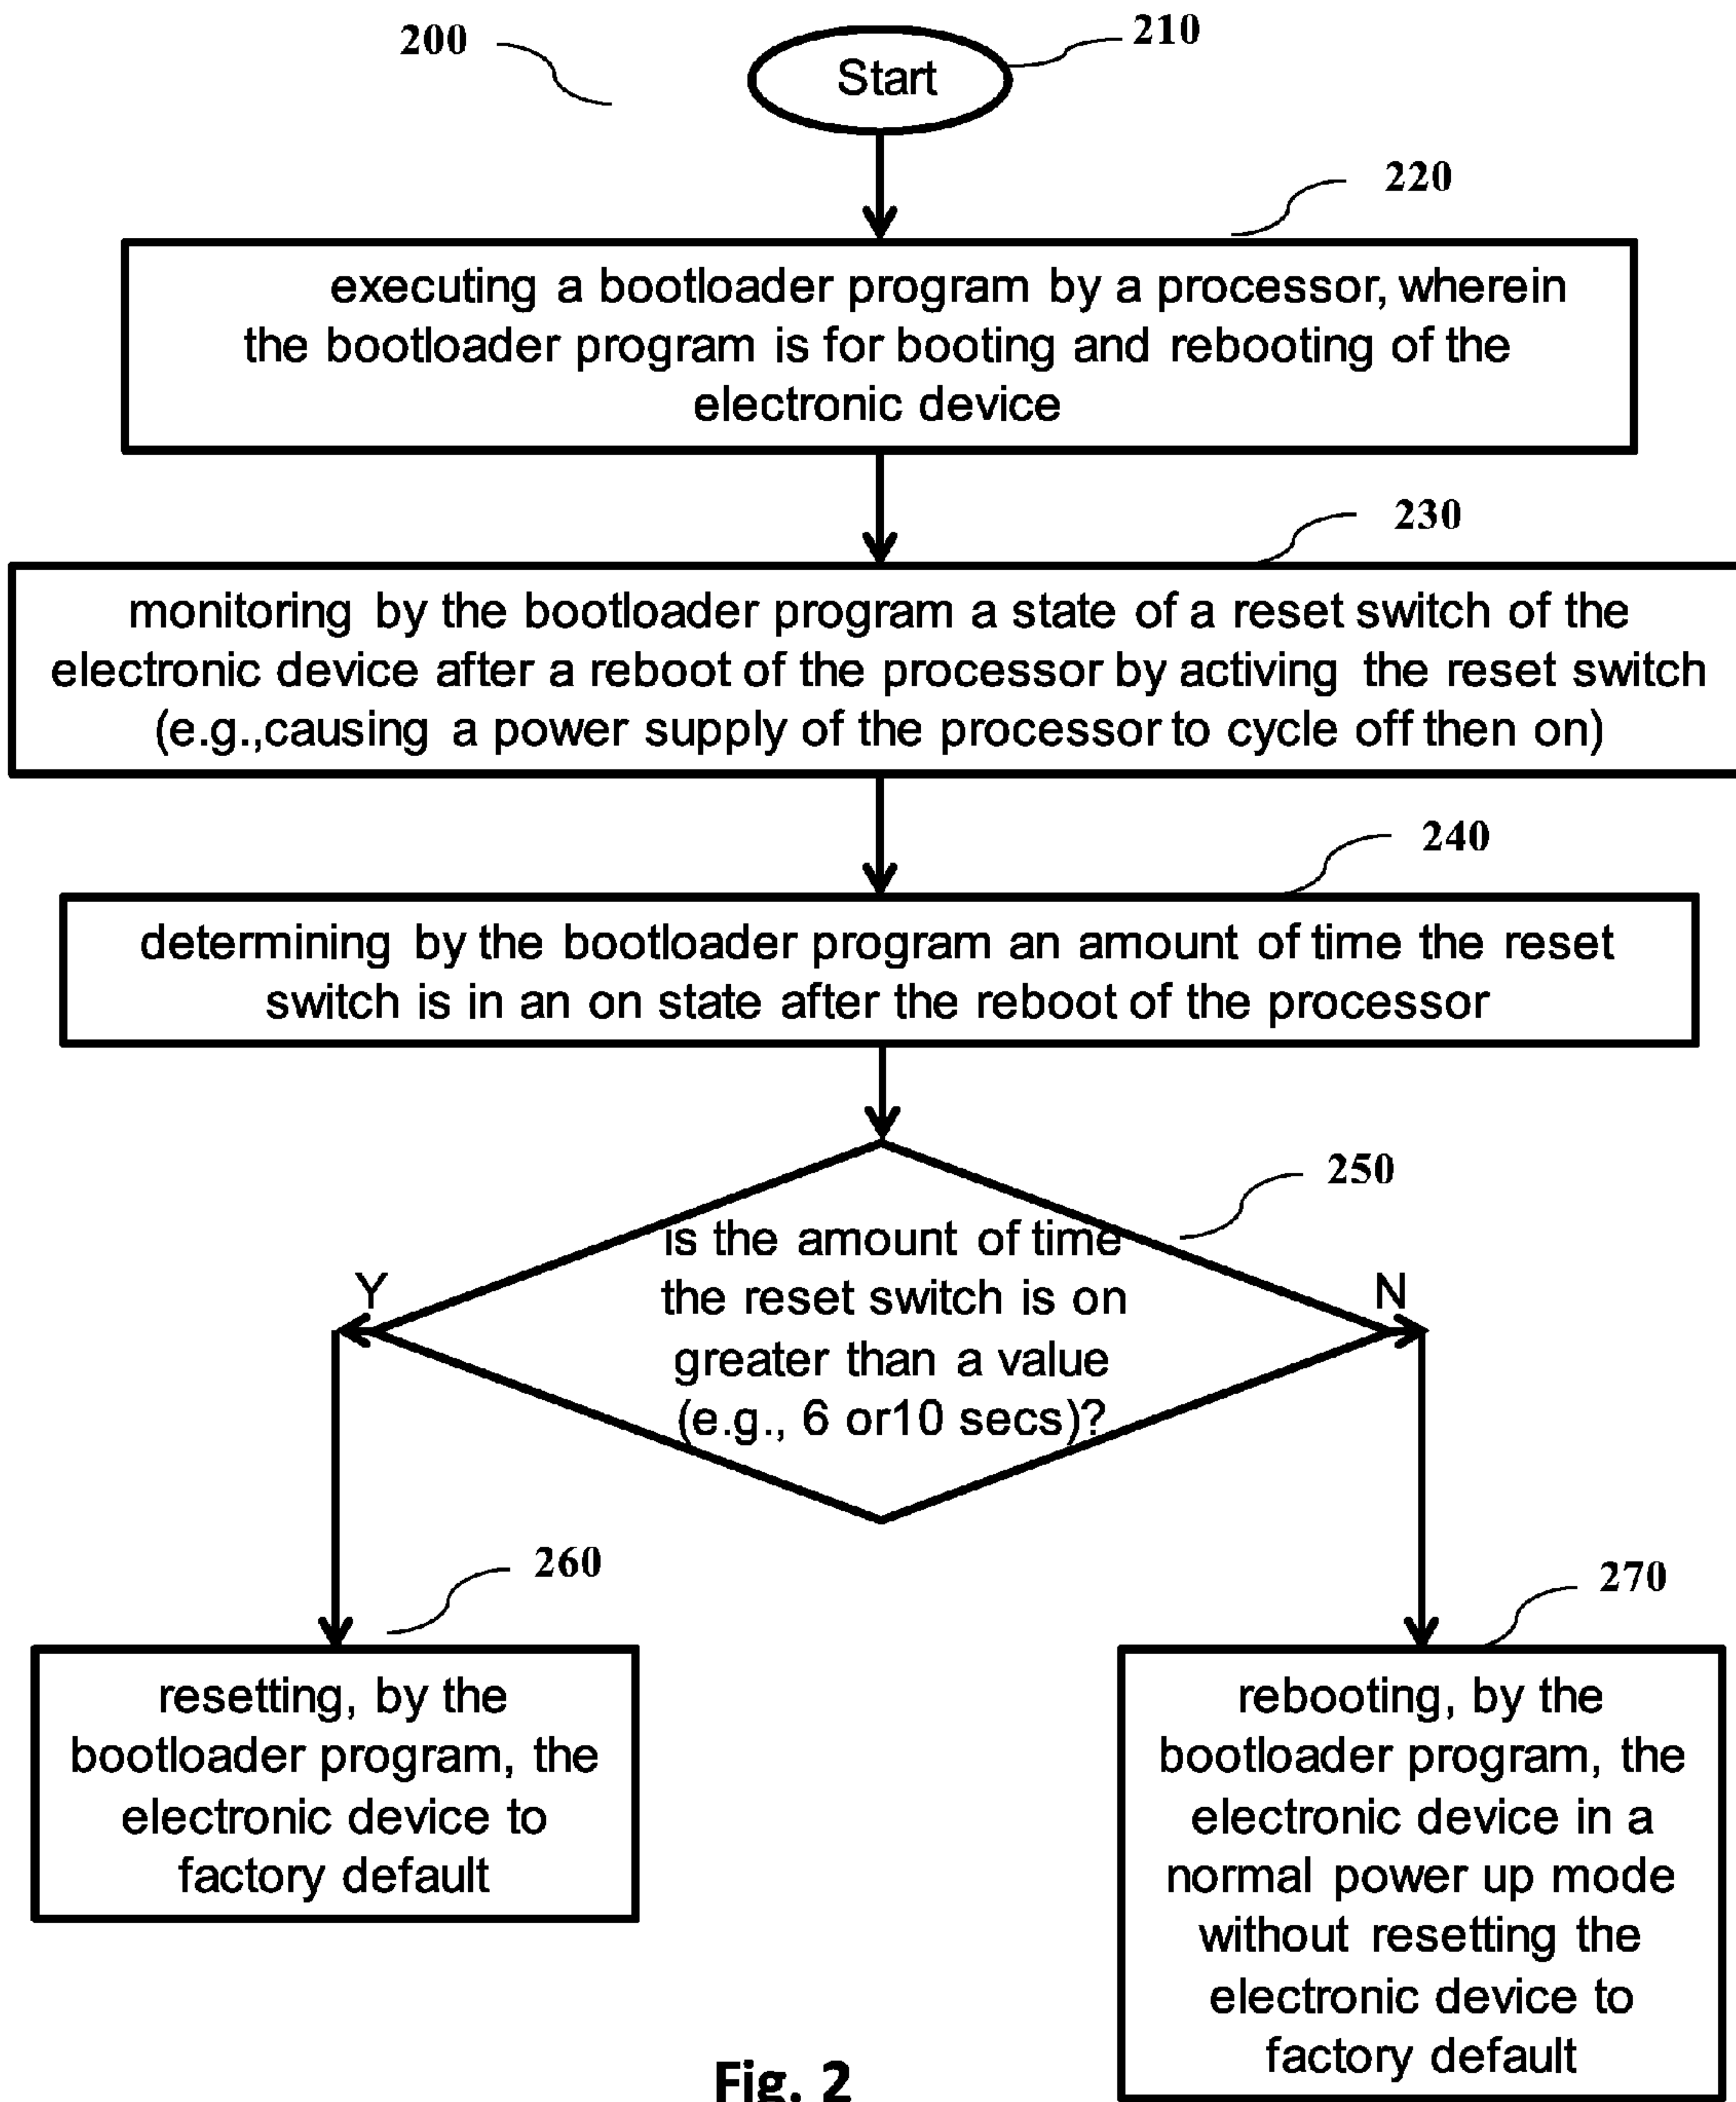 200
210
Start
220
executing a bootloader program by a processor, wherein
the bootloader program is for booting and rebooting of the
electronic device
230
monitoring by the bootloader program a state of a reset switch of the
electronic device after a reboot of the processor by activing the reset switch
(e.g.,causing a power supply of the processor to cycle off then on)
240
determining by the bootloader program an amount of time the reset
switch is in an on state after the reboot of the processor
250
is the amount of time
the reset switch is on
greater than a value
(e.g., 6 or10 secs)?
Y
N
260
resetting, by the
bootloader program, the
electronic device to
factory default
270
rebooting, by the
bootloader program, the
electronic device in a
normal power up mode
without resetting the
electronic device to
factory default
Fig. 2